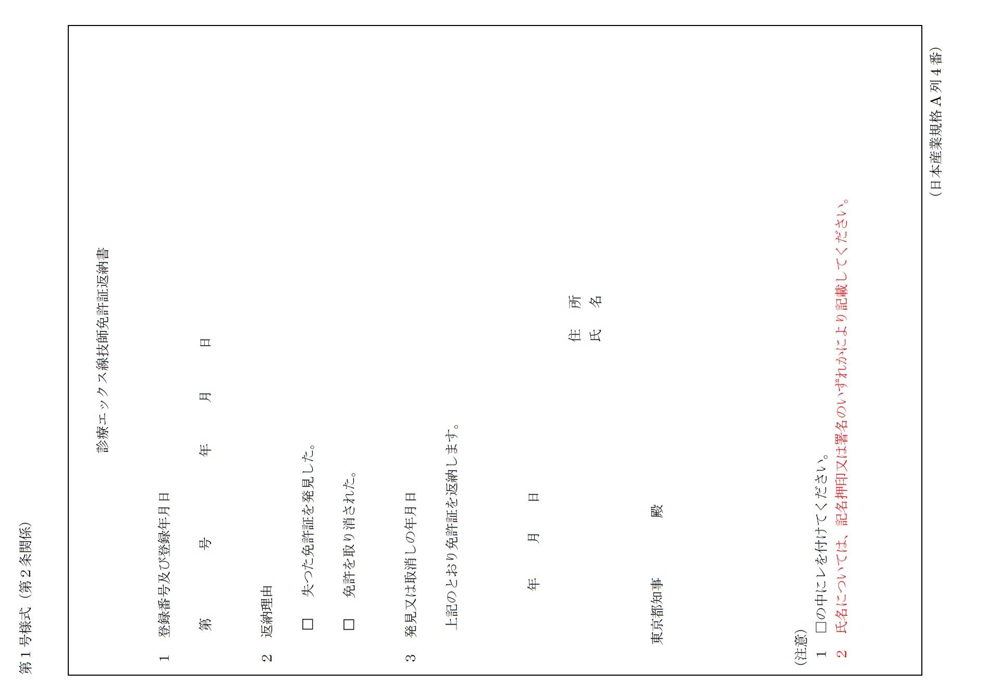 第１号様式（第２条関係）
診療エックス線技師免許証返納書
１　登録番号及び登録年月日
第　　　　　号　　　　　　年　　　月　　　日
２　返納理由
□　失つた免許証を発見した。
□　免許を取り消された。
３　発見又は取消しの年月日
上記のとおり免許証を返納します。
年　　月　　日
住　所
氏　名
東京都知事　　　　殿
（注意）
１　□の中にレを付けてください。
２　氏名については、記名押印又は署名のいずれかにより記載してください。
（日本産業規格Ａ列４番）